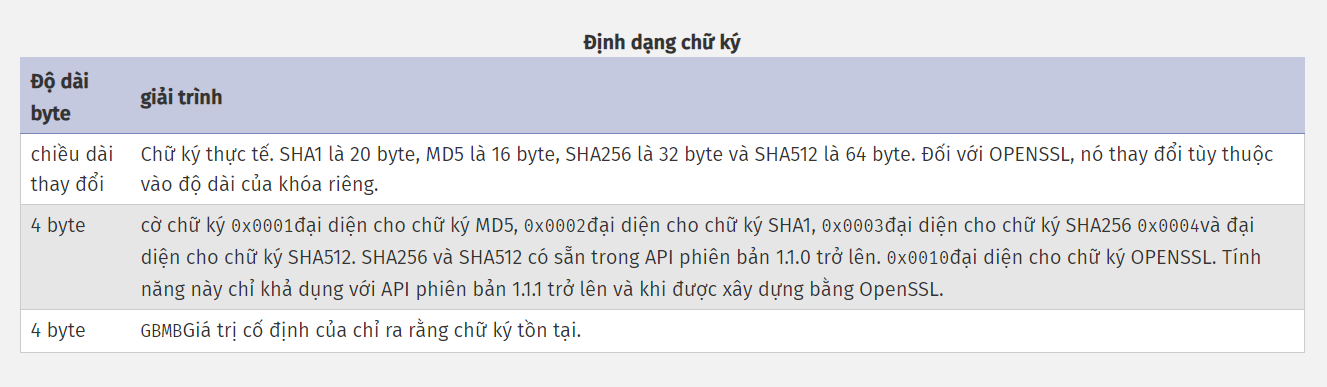 Định dạng chữ ký
Độ dài
byte
giải trình
chiều dài
thay đổi
Chữ ký thực tế. SHA1 là 20 byte, MD5 là 16 byte, SHA256 là 32 byte và SHA512 là 64 byte. Đối với OPENSSL, nó thay đổi tùy thuộc
vào độ dài của khóa riêng.
4 byte
cờ chữ ký 0x0001đại diện cho chữ ký MD5, 0x0002đại diện cho chữ ký SHA1, 0x0003đại diện cho chữ ký SHA256 0x0004và đại
diện cho chữ ký SHA512. SHA256 và SHA512 có sẵn trong API phiên bản 1.1.0 trở lên. 0x0010đại diện cho chữ ký OPENSSL. Tính
năng này chỉ khả dụng với API phiên bản 1.1.1 trở lên và khi được xây dựng bằng OpenSSL.
4 byte
GBMBGiá trị cố định của chỉ ra rằng chữ ký tồn tại.